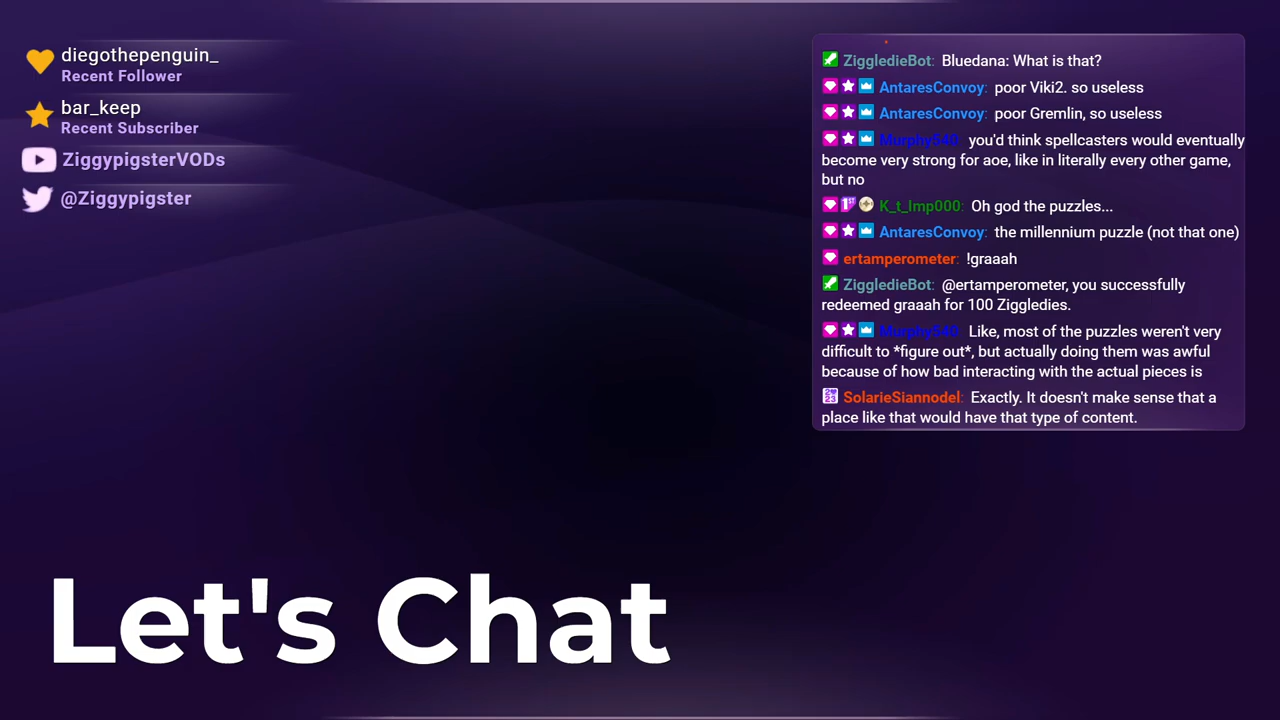 diegothepenguin_
Recent Follower
bar_keep
Recent Subscriber
ZiggypigsterVODs
@Ziggypigster
ZiggledieBot: Bluedana: What is that?
AntaresConvoy: poor Viki2. so useless
AntaresConvoy: poor Gremlin, so useless
Murphy540: you'd think spellcasters would eventually
become very strong for aoe, like in literally every other game,
but no
K_t_Imp000: Oh god the puzzles...
AntaresConvoy: the millennium puzzle (not that one)
ertamperometer: !graaah
ZiggledieBot: @ertamperometer, you successfully
redeemed graaah for 100 Ziggledies.
Murphy540: Like, most of the puzzles weren't very
difficult to *figure out*, but actually doing them was awful
because of how bad interacting with the actual pieces is
SolarieSiannodel: Exactly. It doesn't make sense that a
place like that would have that type of content.
Let's Chat